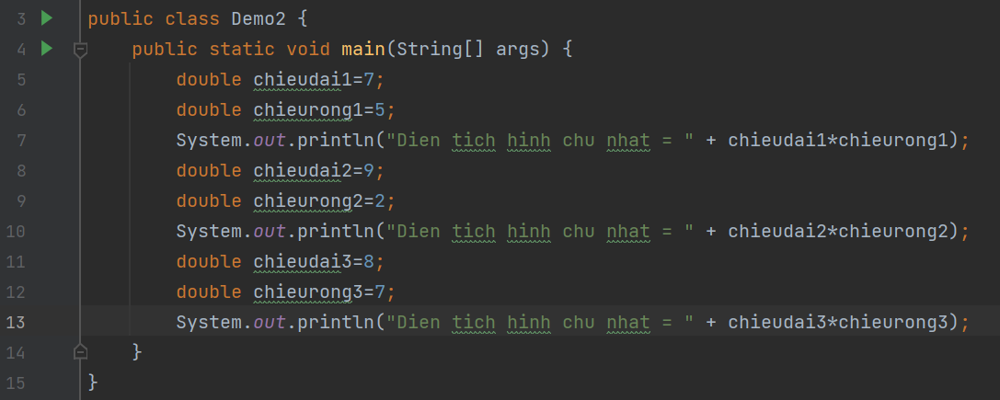 3 public class Demo2 {
4 public static void main(String[] args) {
5 double chieudai1=7;
6 double chieurong1=5;
7 System.out.println("Dien tich hinh chu nhat = " + chieudai1*chieurong1);
8 double chieudai2=9;
9 double chieurong2=2;
10 System.out.println("Dien tich hinh chu nhat = " + chieudai2*chieurong2);
11 double chieudai3=8;
12 double chieurong3=7;
13 System.out.println("Dien tich hinh chu nhat = " + chieudai3*chieurong3);
14 }
15 }